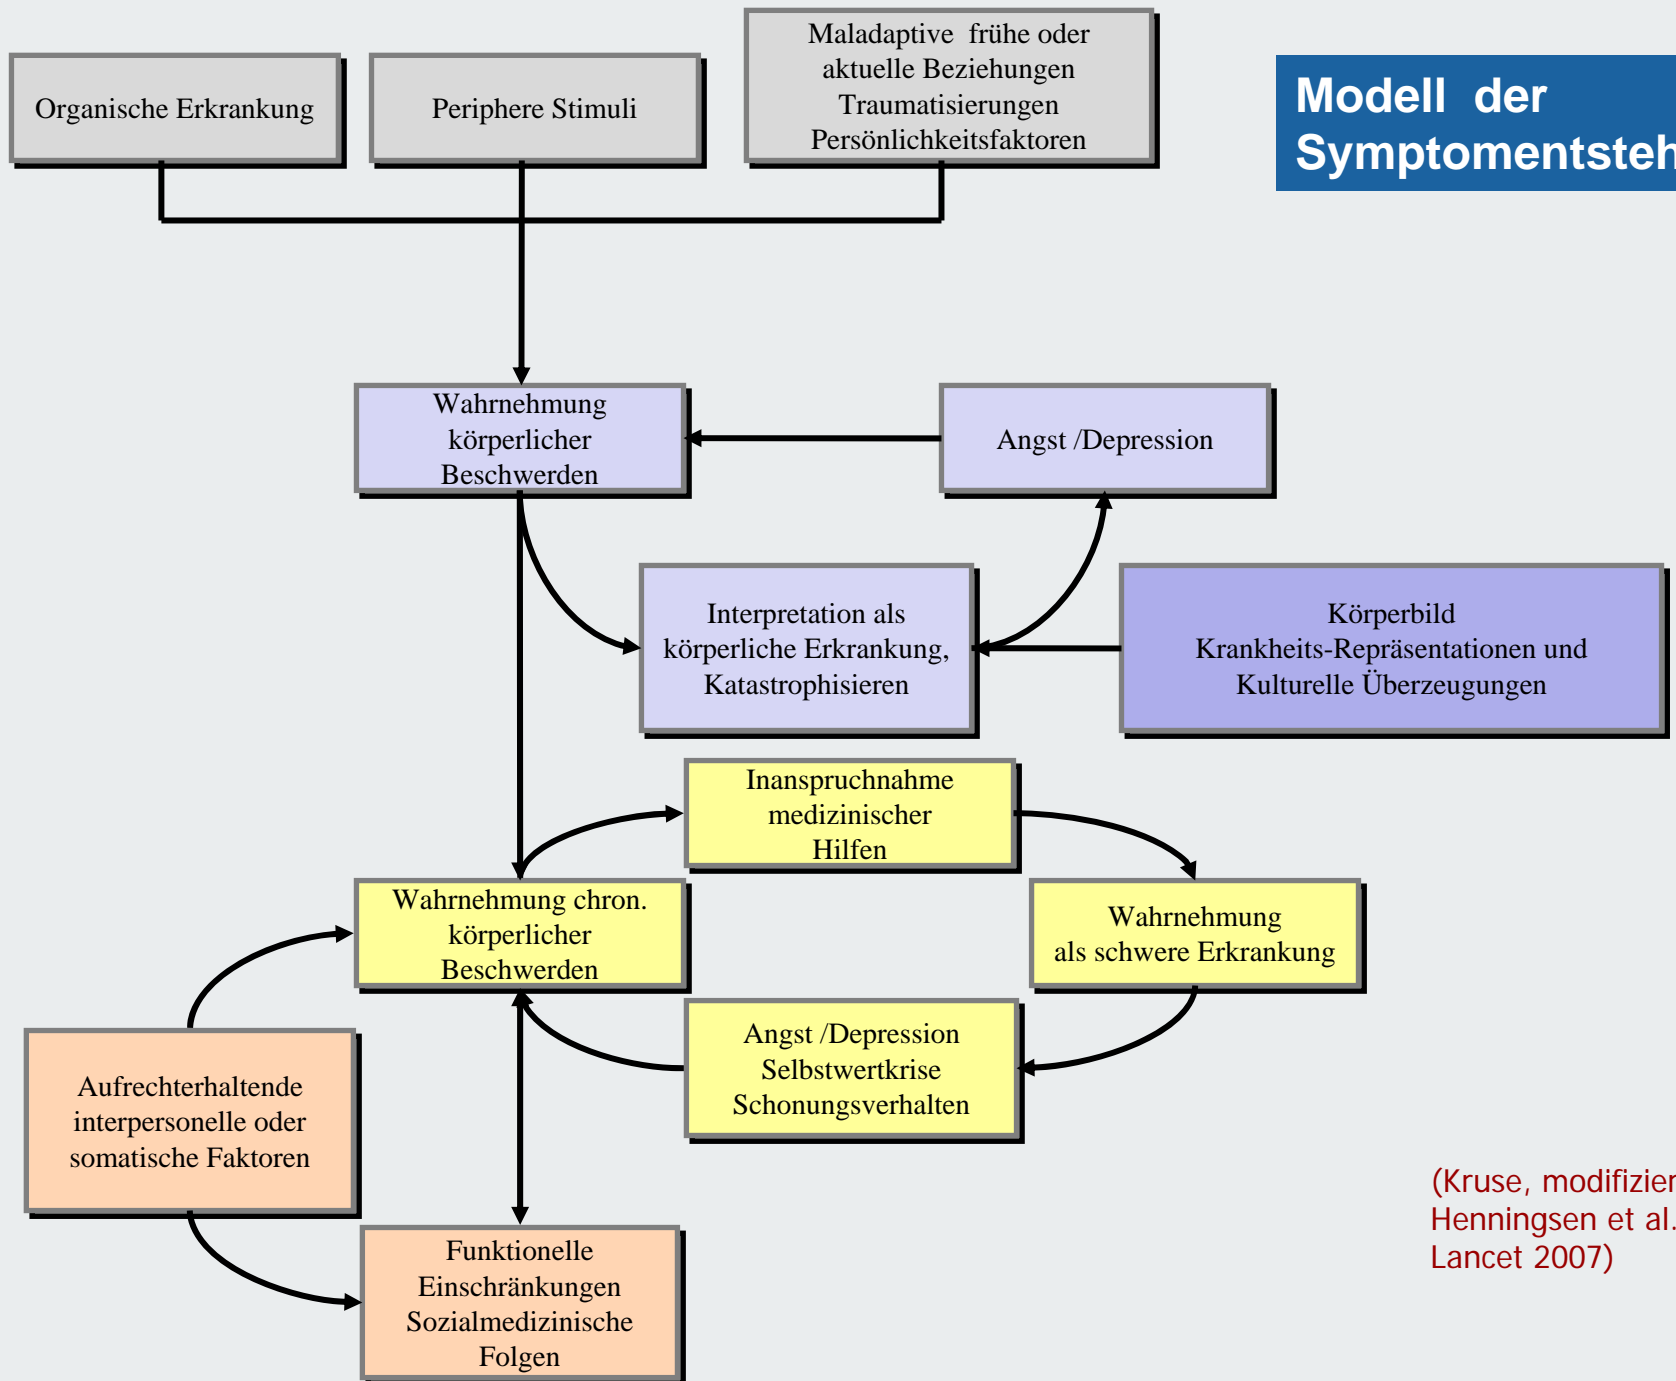 Maladaptive frühe oder
aktuelle Beziehungen
Traumatisierungen
Persönlichkeitsfaktoren
Organische Erkrankung
Periphere Stimuli
Modell der
Symptomentsteh
Wahrnehmung
körperlicher
Beschwerden
Angst /Depression
Interpretation als
körperliche Erkrankung,
Katastrophisieren
Körperbild
Krankheits-Repräsentationen und
Kulturelle Überzeugungen
Inanspruchnahme
medizinischer
Hilfen
Wahrnehmung chron.
körperlicher
Beschwerden
Wahrnehmung
als schwere Erkrankung
Angst /Depression
Selbstwertkrise
Schonungsverhalten
Aufrechterhaltende
interpersonelle oder
somatische Faktoren
Funktionelle
Einschränkungen
Sozialmedizinische
Folgen
(Kruse, modifizier
Henningsen et al.
Lancet 2007)